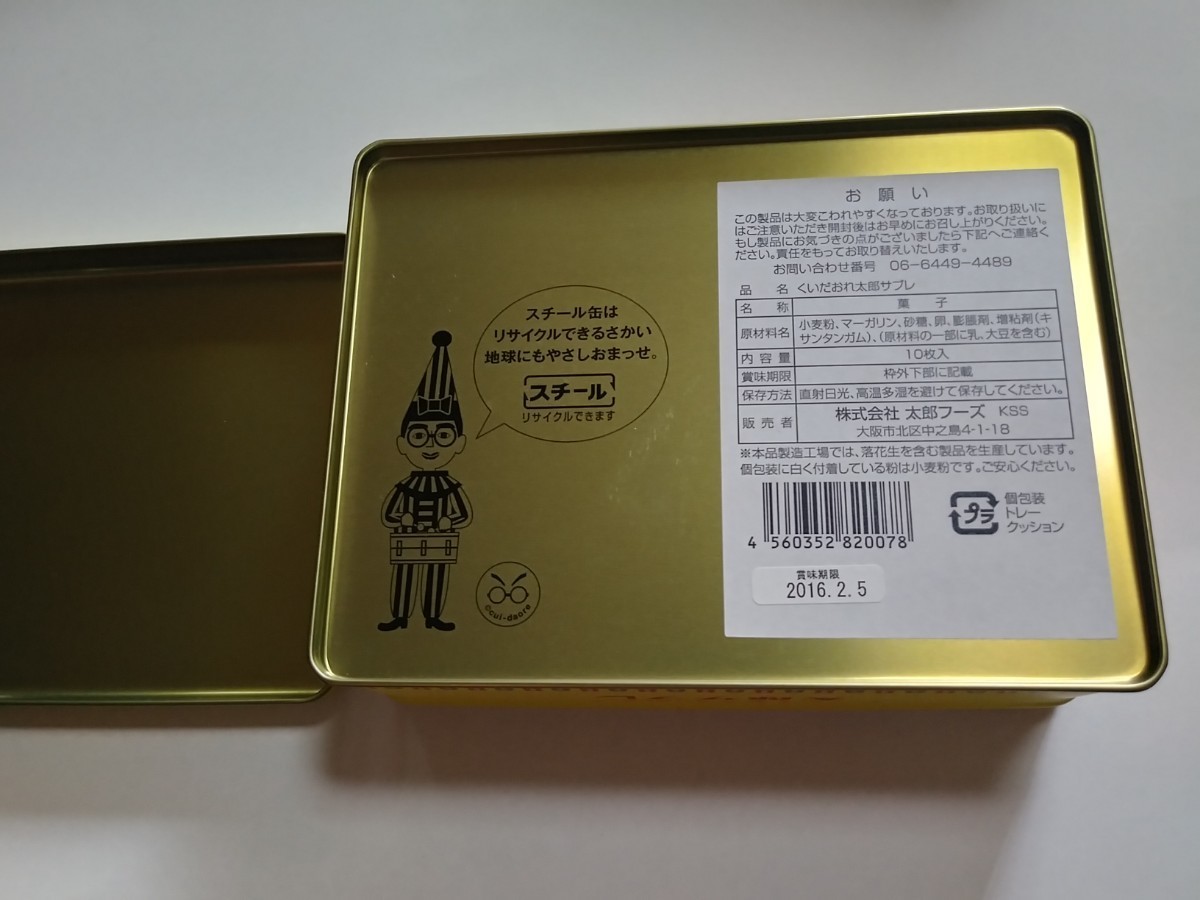 スチール缶は
リサイクルできるさかい
地球にもやさしおまっせ。
スチール
リサイクルできます
©cui-daore
お願い
この製品は大変こわれやすくなっております。お取り扱いに
はご注意いただき開封後はお早めにお召し上がりください。
もし製品にお気づきの点がございましたら下記へご連絡く
ださい。責任をもってお取り替えいたします。
お問い合わせ番号 06-6449-4489
品名 くいだおれ太郎サブレ
名称 菓子
原材料名 小麦粉、マーガリン、砂糖、卵、膨脹剤、増粘剤(キ
サンタンガム)、(原材料の一部に乳、大豆を含む)
内容量 10枚入
賞味期限 枠外下部に記載
保存方法 直射日光、高温多湿を避けて保存してください。
販売者 株式会社 太郎フーズ KSS
大阪市北区中之島4-1-18
※本品製造工場では、落花生を含む製品を生産しています。
個包装に白く付着している粉は小麦粉です。ご安心ください。
4 560352 820078
プラ
個包装
トレー
クッション
賞味期限
2016.2.5